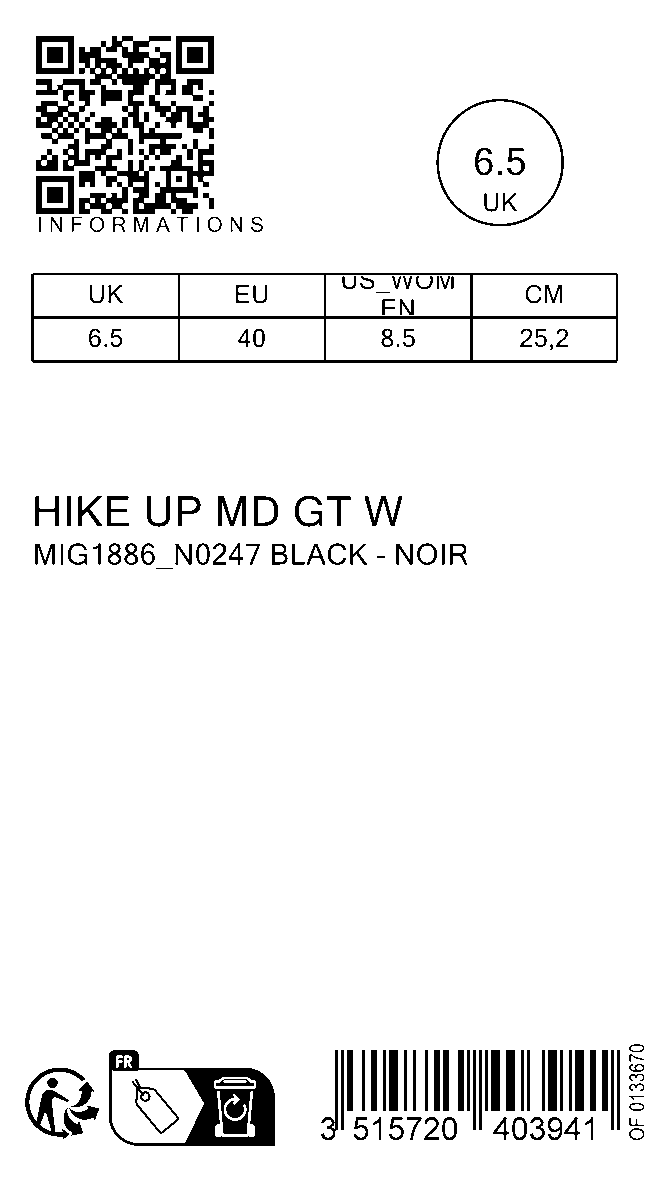 INFORMATIONS
6.5
UK
UK EU US_WOMEN CM
6.5 40 8.5 25,2
HIKE UP MD GT W
MIG1886_N0247 BLACK - NOIR
FR
3 515720 403941
OF 0133670